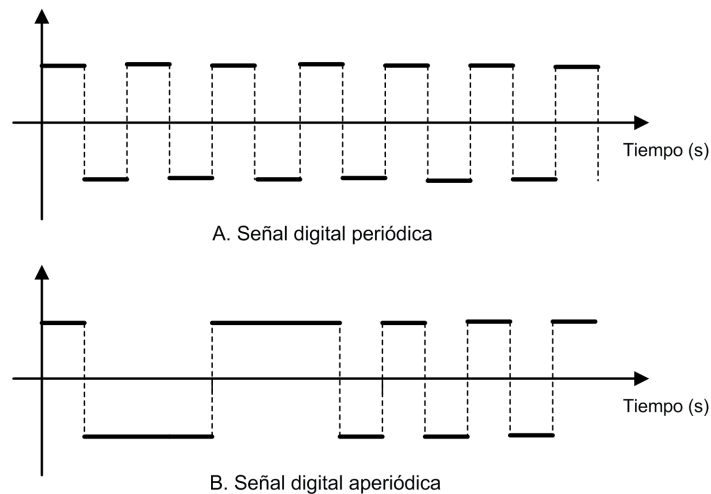 Tiempo (s)
A. Señal digital periódica
Tiempo (s)
B. Señal digital aperiódica